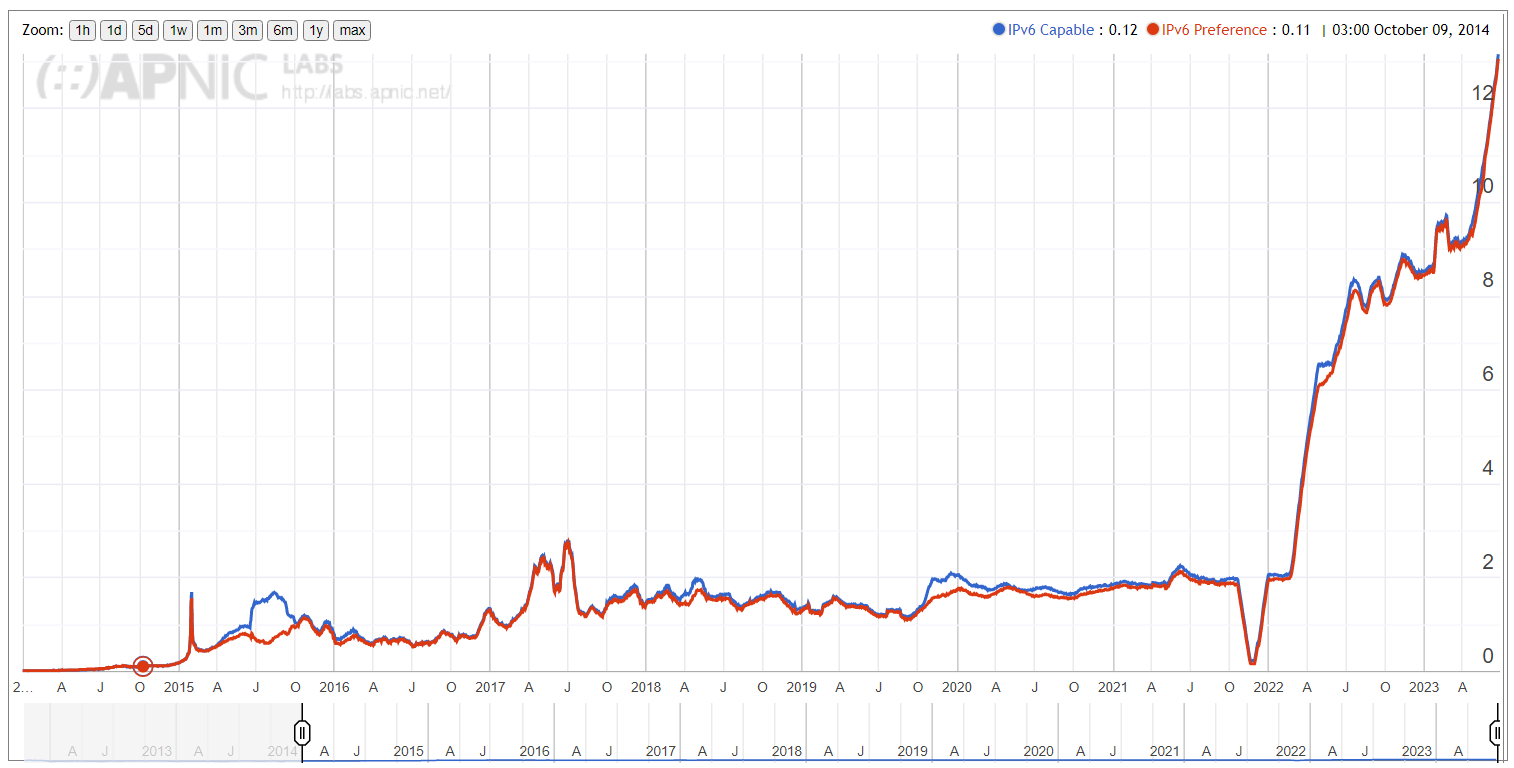 Zoom: 1h 1d 5d 1w 1m 3m 6m 1y max IPv6 Capable : 0.12 IPv6 Preference : 0.11 | 03:00 October 09, 2014
(::) APNIC LABS
http://labs.apnic.net/
12
10
8
6
4
2
0
2... A J O 2015 A J O 2016 A J O 2017 A J O 2018 A J O 2019 A J O 2020 A J O 2021 A J O 2022 A J O 2023 A
A J 2013 A J 2014 A J 2015 A J 2016 A J 2017 A J 2018 A J 2019 A J 2020 A J 2021 A J 2022 A J 2023 A